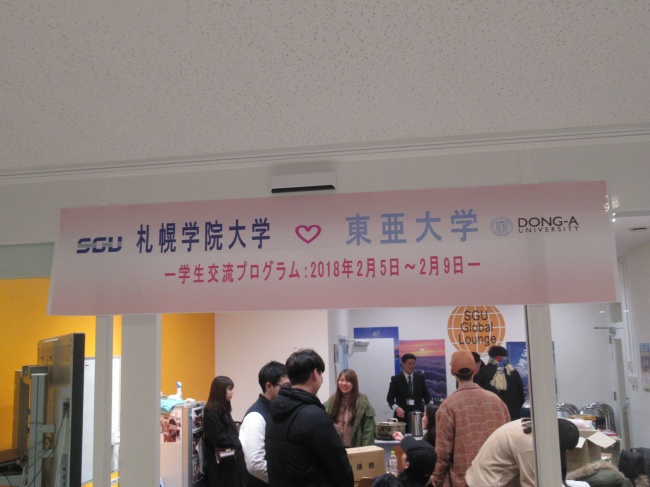 SGU 札幌学院大学 ♡ 東亜大学 DONG-A
UNIVERSITY
ー学生交流プログラム:2018年2月5日~2月9日ー
SGU
Global
Lounge